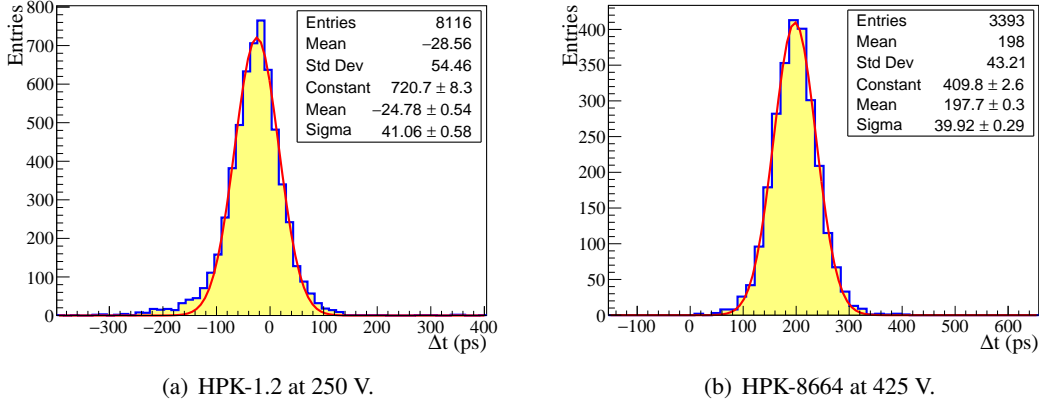 Entries
800
700
600
500
400
300
200
100
0
Entries 8116
Mean −28.56
Std Dev 54.46
Constant 720.7 ± 8.3
Mean −24.78 ± 0.54
Sigma 41.06 ± 0.58
−300 −200 −100 0 100 200 300 400
Δt (ps)
(a) HPK-1.2 at 250 V.
Entries
400
350
300
250
200
150
100
50
0
Entries 3393
Mean 198
Std Dev 43.21
Constant 409.8 ± 2.6
Mean 197.7 ± 0.3
Sigma 39.92 ± 0.29
−100 0 100 200 300 400 500 600
Δt (ps)
(b) HPK-8664 at 425 V.